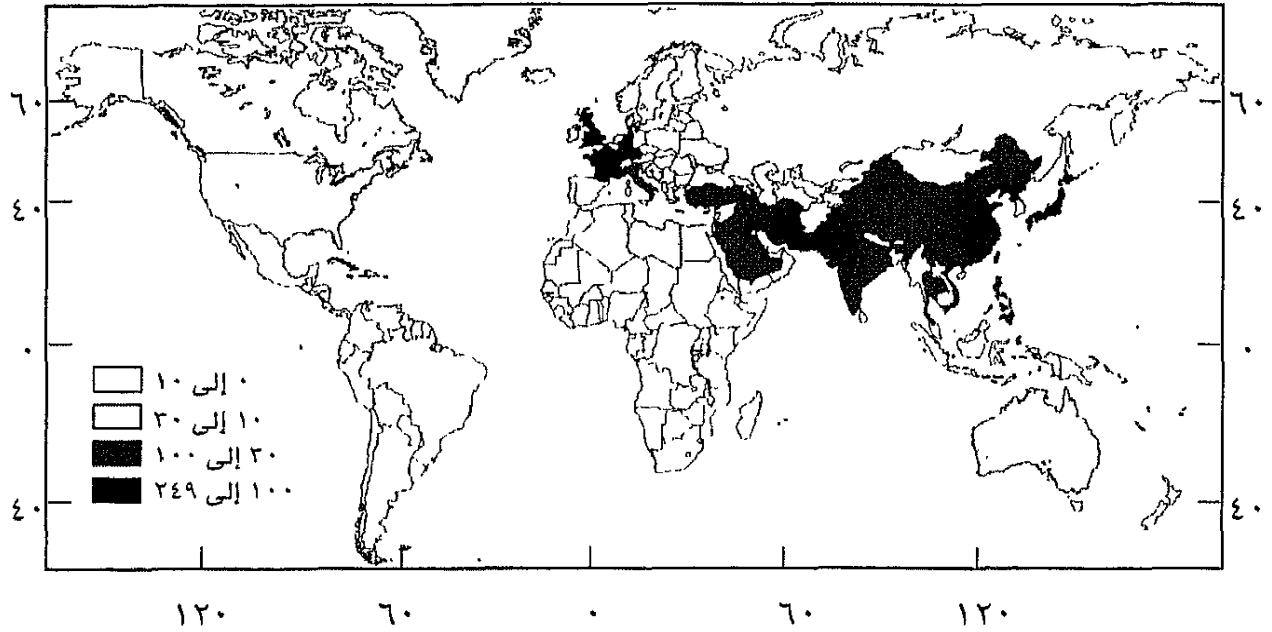 ٦٠ ٦٠
٤٠ ٤٠
٠ ٠
٠ إلى ١٠
١٠ إلى ٣٠
٣٠ إلى ١٠٠
١٠٠ إلى ٢٤٩
٤٠ ٤٠
١٢٠ ٦٠ ٠ ٦٠ ١٢٠